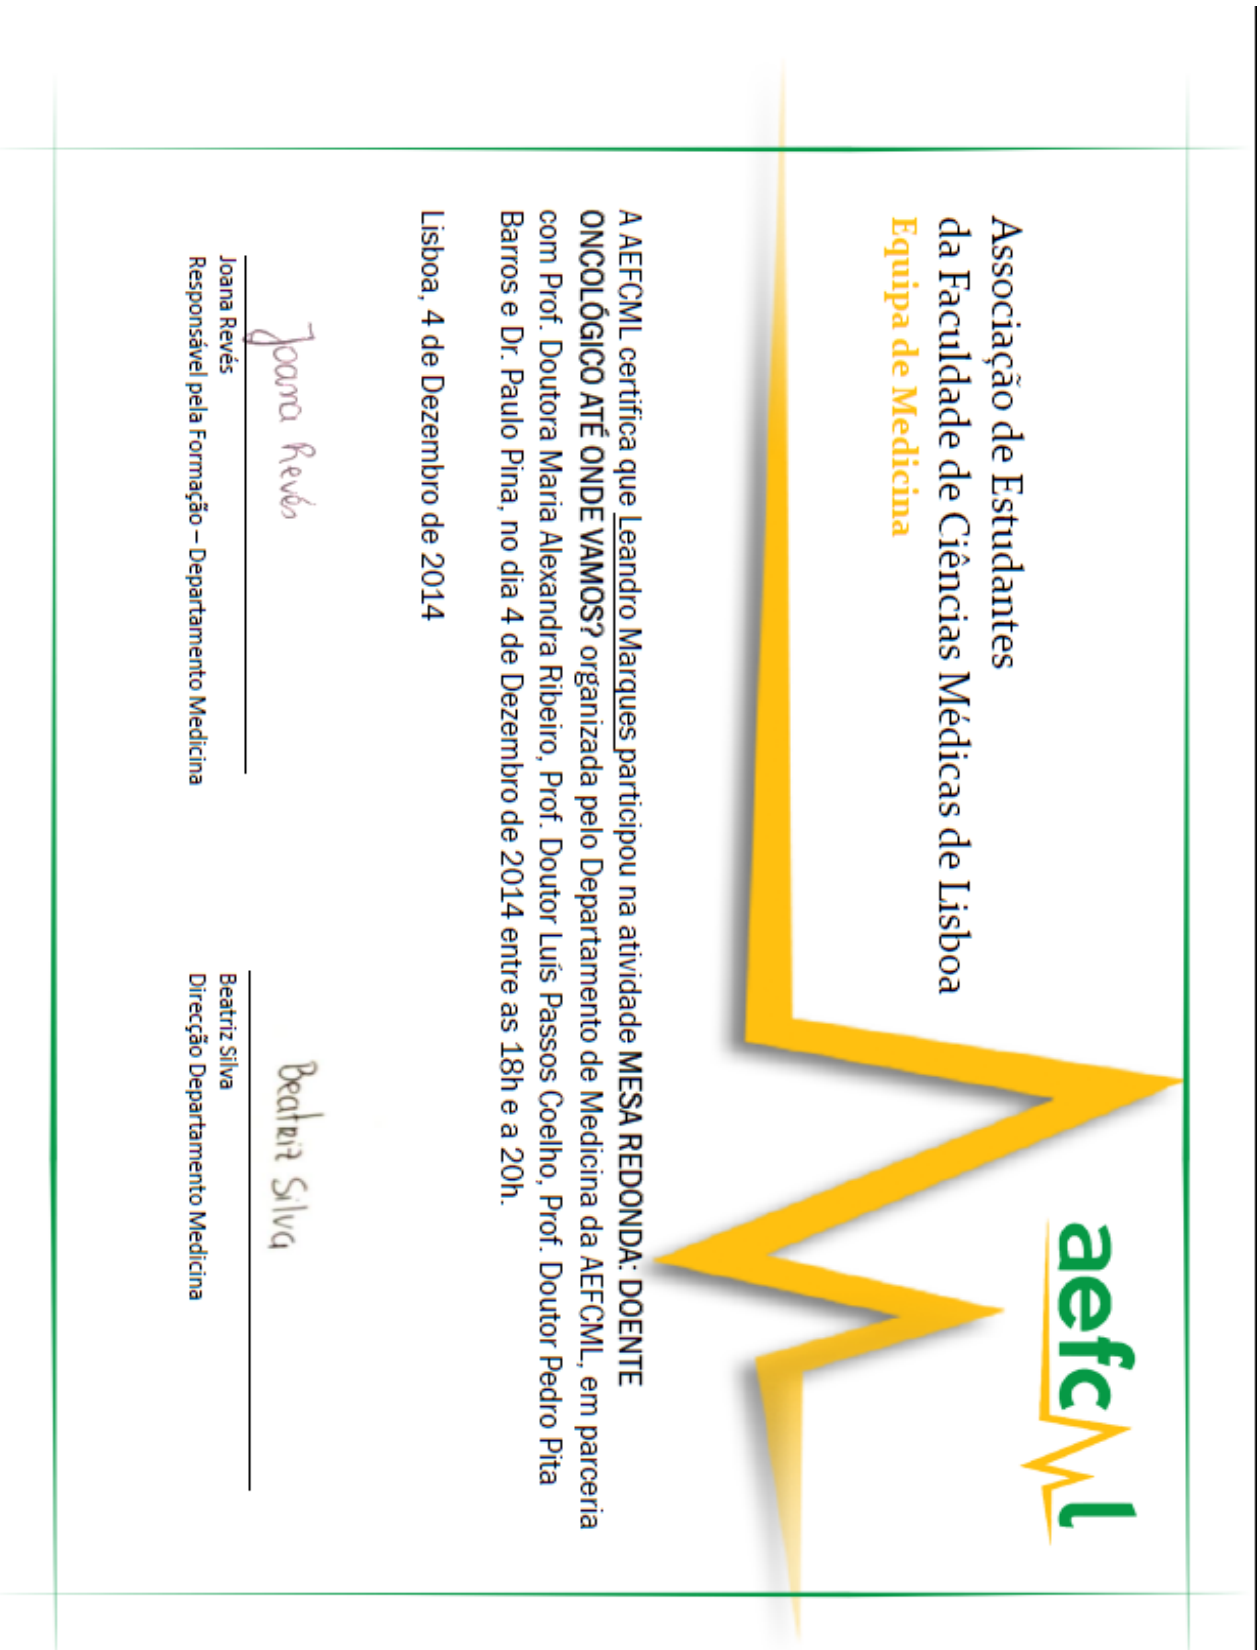 aefcml
Associação de Estudantes
da Faculdade de Ciências Médicas de Lisboa
Equipa de Medicina
A AEFCML certifica que Leandro Marques participou na atividade MESA REDONDA: DOENTE
ONCOLÓGICO ATÉ ONDE VAMOS? organizada pelo Departamento de Medicina da AEFCML, em parceria
com Prof. Doutora Maria Alexandra Ribeiro, Prof. Doutor Luís Passos Coelho, Prof. Doutor Pedro Pita
Barros e Dr. Paulo Pina, no dia 4 de Dezembro de 2014 entre as 18h e a 20h.
Lisboa, 4 de Dezembro de 2014
Joana Revés
Joana Revés
Responsável pela Formação – Departamento Medicina
Beatriz Silva
Beatriz Silva
Direcção Departamento Medicina